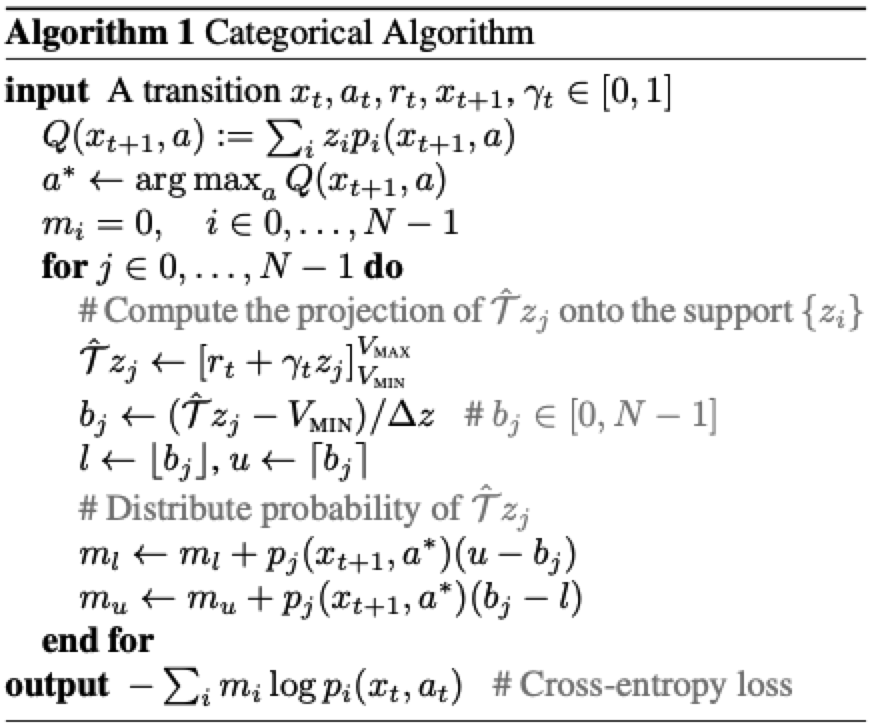 Algorithm 1 Categorical Algorithm
input A transition x_t, a_t, r_t, x_{t+1}, γ_t ∈ [0, 1]
Q(x_{t+1}, a) := ∑_i z_i p_i(x_{t+1}, a)
a* ← arg max_a Q(x_{t+1}, a)
m_i = 0, i ∈ 0, . . . , N − 1
for j ∈ 0, . . . , N − 1 do
# Compute the projection of 𝒯̂z_j onto the support {z_i}
𝒯̂z_j ← [r_t + γ_t z_j]_{V_MIN}^{V_MAX}
b_j ← (𝒯̂z_j − V_MIN)/Δz # b_j ∈ [0, N − 1]
l ← ⌊b_j⌋, u ← ⌈b_j⌉
# Distribute probability of 𝒯̂z_j
m_l ← m_l + p_j(x_{t+1}, a*)(u − b_j)
m_u ← m_u + p_j(x_{t+1}, a*)(b_j − l)
end for
output − ∑_i m_i log p_i(x_t, a_t) # Cross-entropy loss